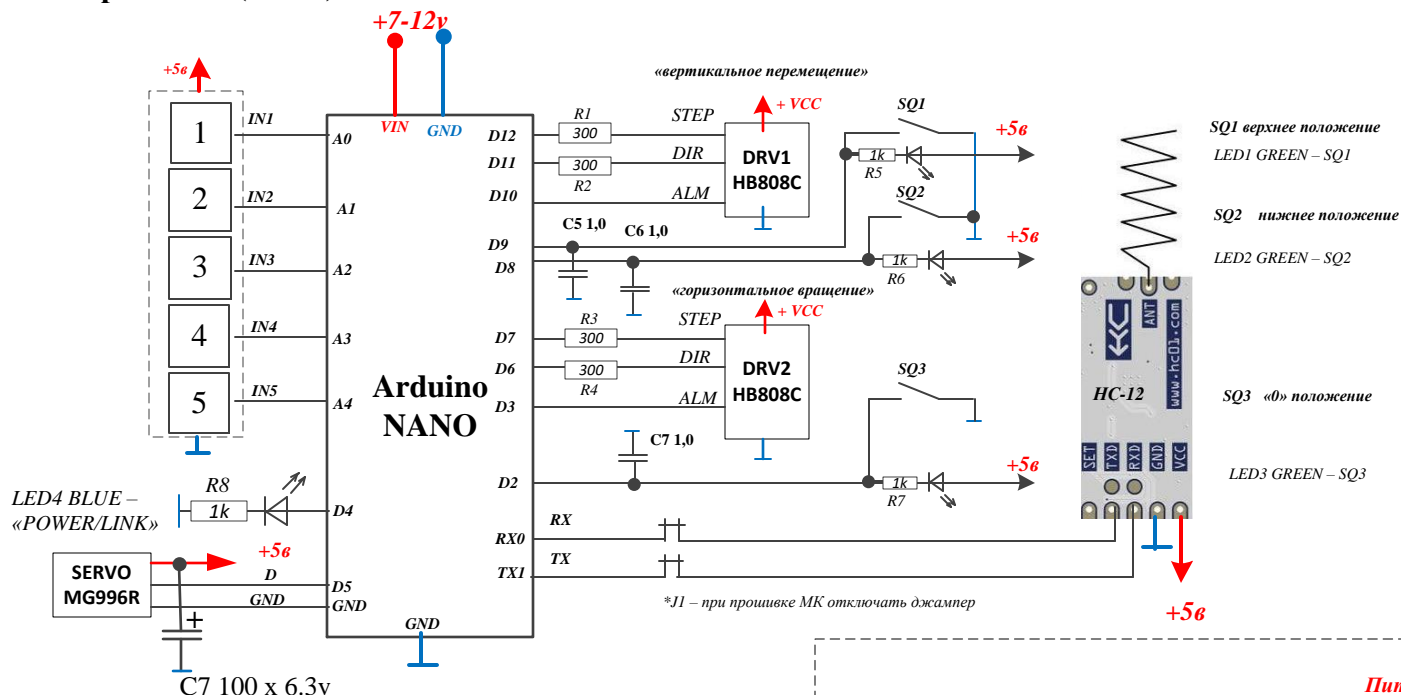 +7-12v
+5в
1
2
3
4
5
IN1
IN2
IN3
IN4
IN5
VIN
GND
A0
A1
A2
A3
A4
Arduino
NANO
D12
D11
D10
D9
D8
D7
D6
D3
D2
RX0
TX1
D4
D5
GND
GND
LED4 BLUE –
«POWER/LINK»
R8
1k
+5в
SERVO
MG996R
D
GND
+
C7 100 x 6.3v
«вертикальное перемещение»
R1
300
STEP
300
R2
DIR
ALM
+ VCC
DRV1
HB808C
C5 1,0
C6 1,0
SQ1
+5в
1k
R5
SQ2
+5в
1k
R6
«горизонтальное вращение»
R3
300
STEP
300
R4
DIR
ALM
+ VCC
DRV2
HB808C
C7 1,0
SQ3
+5в
1k
R7
RX
TX
*J1 – при прошивке МК отключать джампер
ANT
www.hc01.com
HC-12
SET
TXD
RXD
GND
VCC
+5в
SQ1 верхнее положение
LED1 GREEN – SQ1
SQ2 нижнее положение
LED2 GREEN – SQ2
SQ3 «0» положение
LED3 GREEN – SQ3